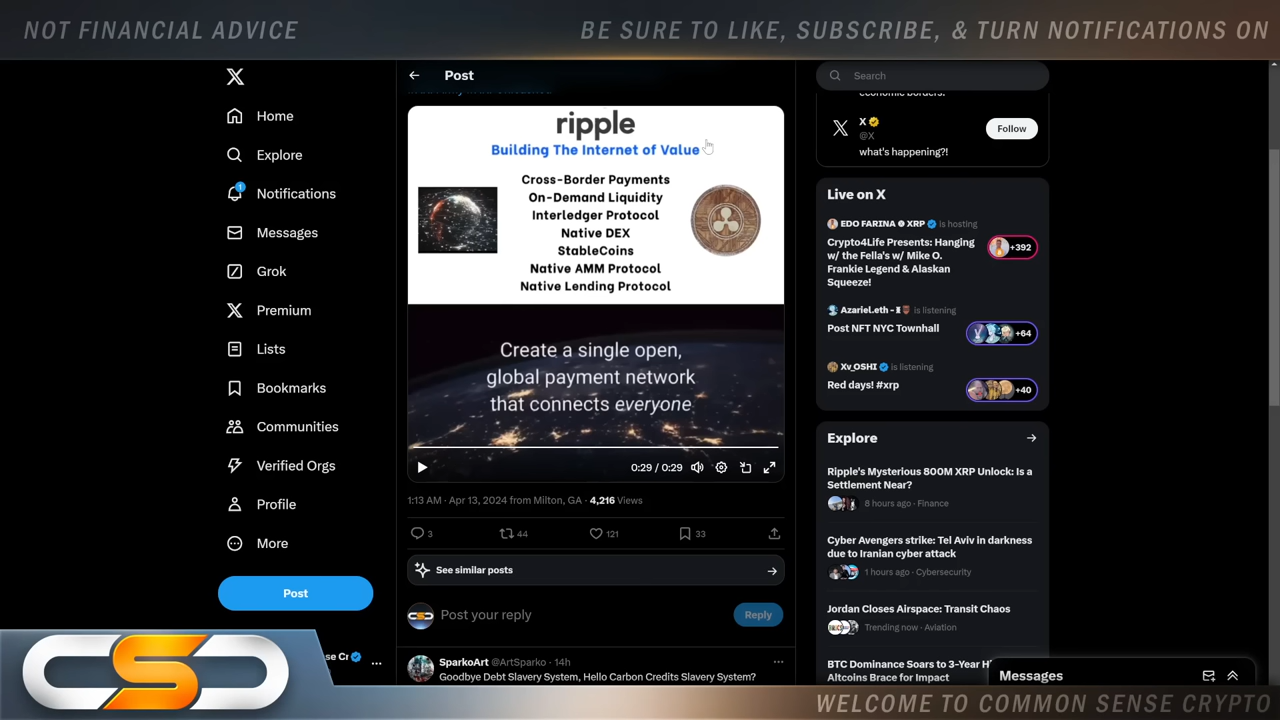 NOT FINANCIAL ADVICE
BE SURE TO LIKE, SUBSCRIBE, & TURN NOTIFICATIONS ON
Home
Explore
Notifications
1
Messages
Grok
Premium
Lists
Bookmarks
Communities
Verified Orgs
Profile
More
Post
Post
ripple
Building The Internet of Value
Cross-Border Payments
On-Demand Liquidity
Interledger Protocol
Native DEX
StableCoins
Native AMM Protocol
Native Lending Protocol
Create a single open,
global payment network
that connects everyone
0:29 / 0:29
1:13 AM · Apr 13, 2024 from Milton, GA · 4,216 Views
3
44
121
33
See similar posts
Post your reply
Reply
SparkoArt @ArtSparko · 14h
Goodbye Debt Slavery System, Hello Carbon Credits Slavery System?
Search
economic borders.
X
@X
Follow
what's happening?!
Live on X
EDO FARINA XRP is hosting
Crypto4Life Presents: Hanging
w/ the Fella's w/ Mike O.
Frankie Legend & Alaskan
Squeeze!
+392
Azariel.eth - is listening
Post NFT NYC Townhall
+64
Xv_OSHI is listening
Red days! #xrp
+40
Explore
Ripple's Mysterious 800M XRP Unlock: Is a
Settlement Near?
8 hours ago · Finance
Cyber Avengers strike: Tel Aviv in darkness
due to Iranian cyber attack
1 hours ago · Cybersecurity
Jordan Closes Airspace: Transit Chaos
Trending now · Aviation
BTC Dominance Soars to 3-Year
Altcoins Brace for Impact
Messages
CSC
WELCOME TO COMMON SENSE CRYPTO